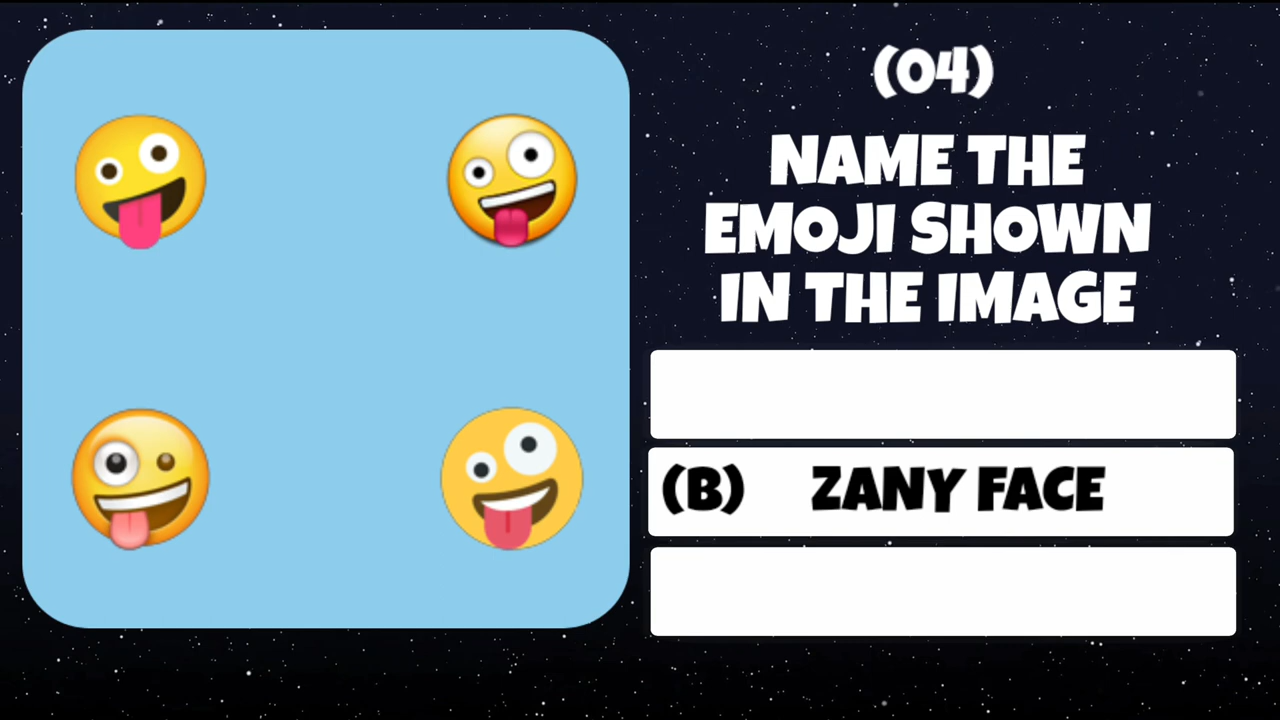 (04)
NAME THE
EMOJI SHOWN
IN THE IMAGE
(B) ZANY FACE